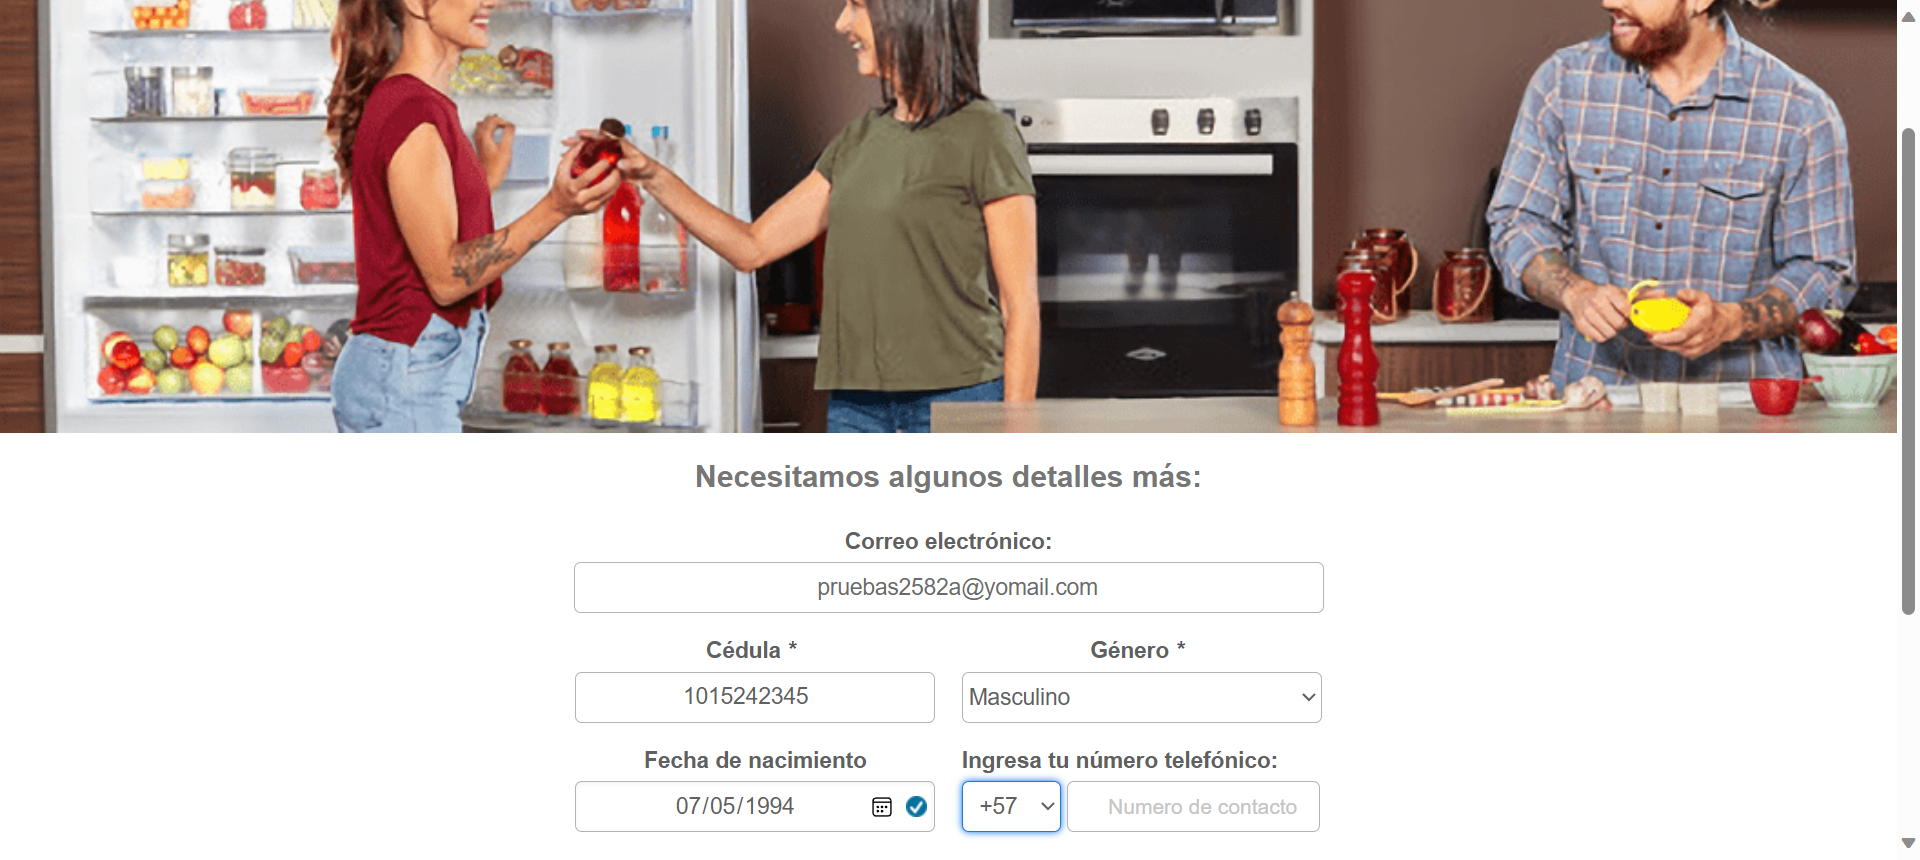 Necesitamos algunos detalles más:
Correo electrónico:
pruebas2582a@yomail.com
Cédula *
Género *
1015242345
Masculino
Fecha de nacimiento
Ingresa tu número telefónico:
07/05/1994
+57
Numero de contacto